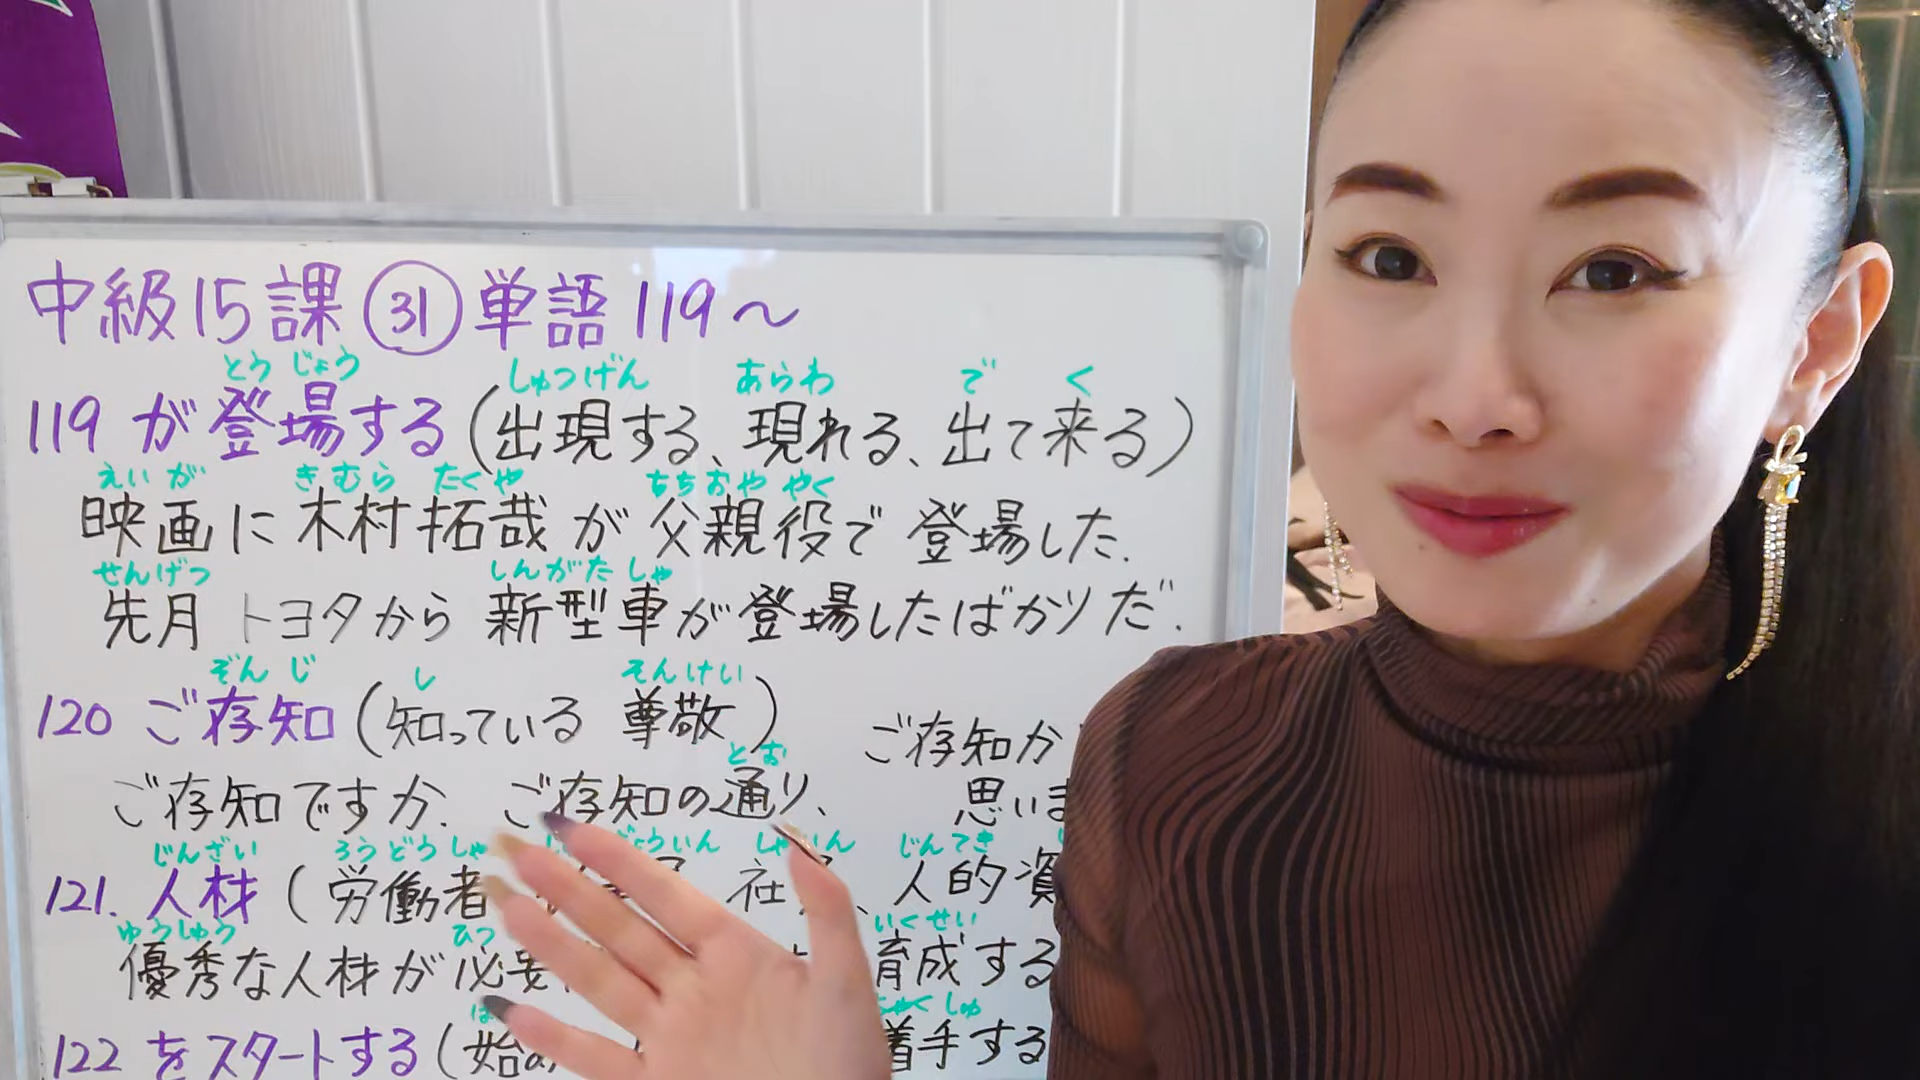 中級15課 ㉛ 単語119〜
とうじょう しゅつげん あらわ で く
119 が登場する(出現する、現れる、出て来る)
えいが きむら たくや ちちおややく
映画に木村拓哉が父親役で登場した.
せんげつ しんがたしゃ
先月トヨタから新型車が登場したばかりだ.
ぞんじ し そんけい
120 ご存知(知っている 尊敬)
ご存知か
とお
ご存知ですか. ご存知の通り、
思いま
じんざい ろうどうしゃ ょういん しゃいん じんてき
121. 人材(労働者 社 、人的資
ゆうしゅう ひつ いくせい
優秀な人材が必要 育成する
ちゃくしゅ
122 をスタートする(始め 着手する